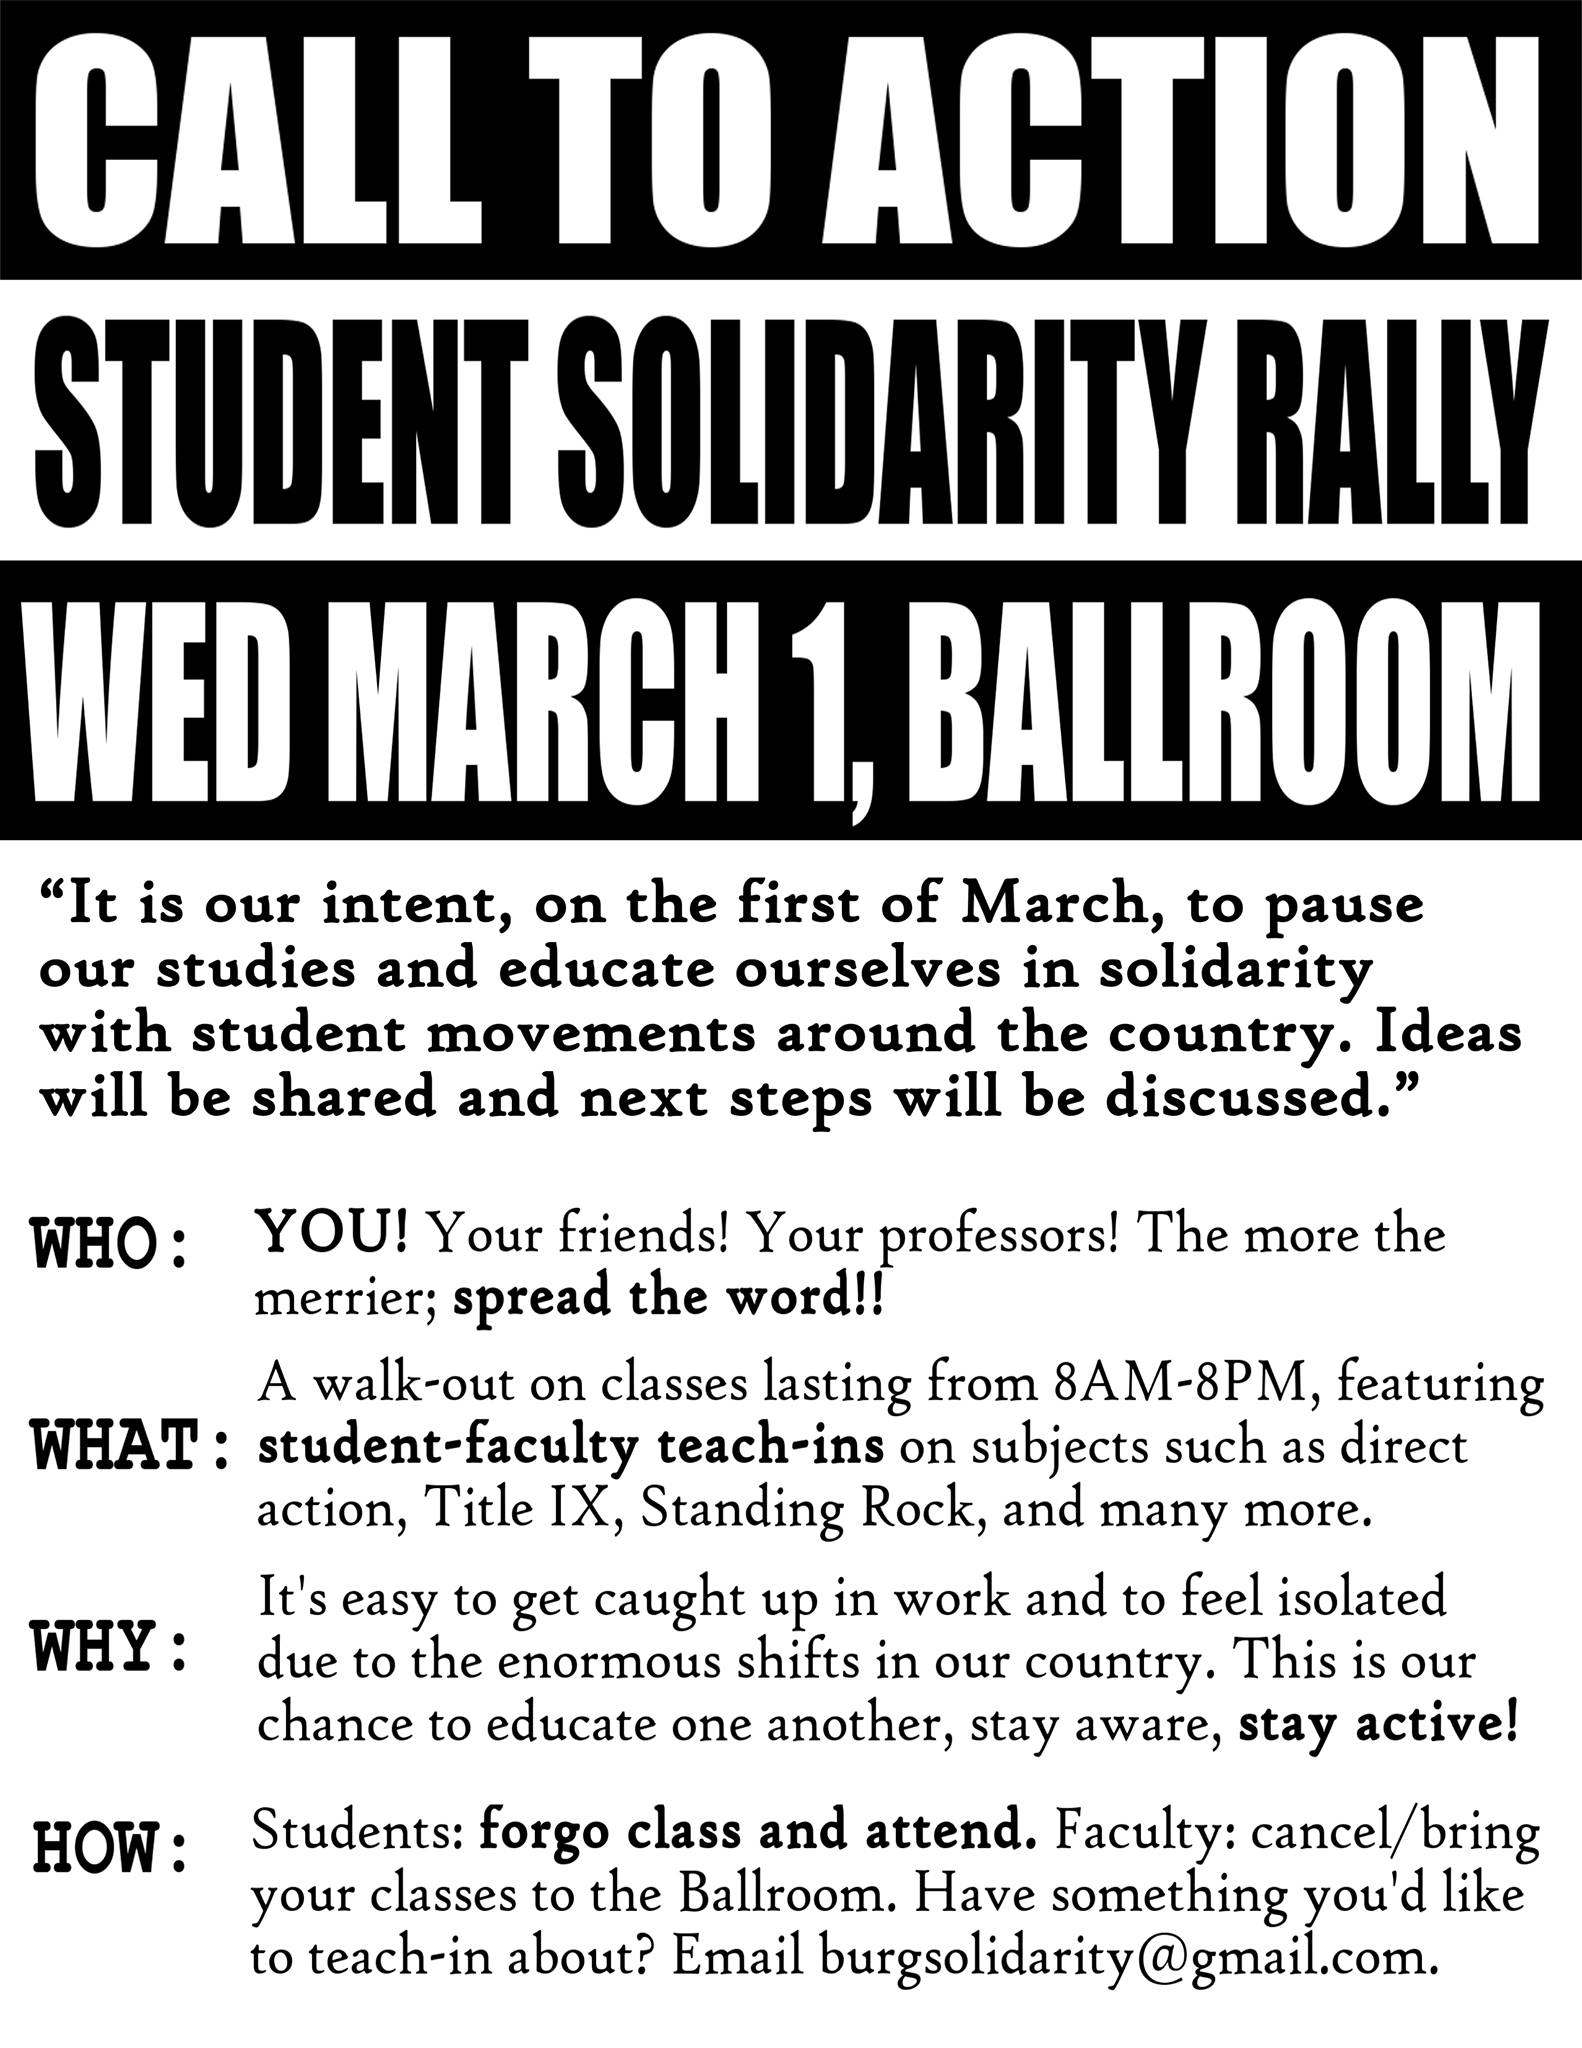 CALL TO ACTION
STUDENT SOLIDARITY RALLY
WED MARCH 1, BALLROOM
“It is our intent, on the first of March, to pause
our studies and educate ourselves in solidarity
with student movements around the country. Ideas
will be shared and next steps will be discussed.”
WHO: YOU! Your friends! Your professors! The more the
merrier; spread the word!!
A walk-out on classes lasting from 8AM-8PM, featuring
WHAT: student-faculty teach-ins on subjects such as direct
action, Title IX, Standing Rock, and many more.
It's easy to get caught up in work and to feel isolated
WHY: due to the enormous shifts in our country. This is our
chance to educate one another, stay aware, stay active!
HOW: Students: forgo class and attend. Faculty: cancel/bring
your classes to the Ballroom. Have something you'd like
to teach-in about? Email burgsolidarity@gmail.com.